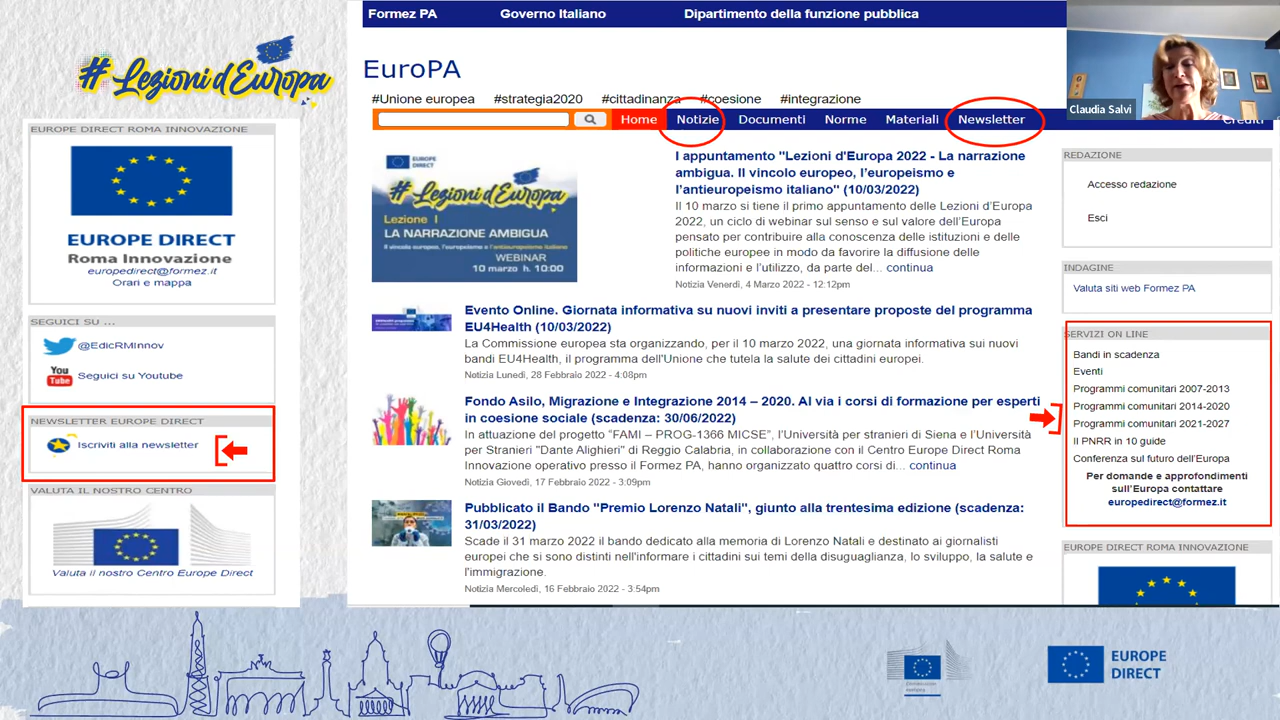 #Lezioni d'Europa
EUROPE DIRECT ROMA INNOVAZIONE
EUROPE DIRECT
Roma Innovazione
europedirect@formez.it
Orari e mappa
SEGUICI SU ...
@EdicRMInnov
You
Tube
Seguici su Youtube
NEWSLETTER EUROPE DIRECT
Iscriviti alla newsletter
VALUTA IL NOSTRO CENTRO
Valuta il nostro Centro Europe Direct
Formez PA Governo Italiano Dipartimento della funzione pubblica
EuroPA
#Unione europea #strategia2020 #cittadinanza #coesione #integrazione
Home Notizie Documenti Norme Materiali Newsletter Crediti
EUROPE
DIRECT
#Lezioni d'Europa
Lezione I
LA NARRAZIONE AMBIGUA
Il vincolo europeo, l'europeismo e l'antieuropeismo italiano
WEBINAR
10 marzo h. 10:00
I appuntamento "Lezioni d'Europa 2022 - La narrazione
ambigua. Il vincolo europeo, l'europeismo e
l'antieuropeismo italiano" (10/03/2022)
Il 10 marzo si tiene il primo appuntamento delle Lezioni d'Europa
2022, un ciclo di webinar sul senso e sul valore dell'Europa
pensato per contribuire alla conoscenza delle istituzioni e delle
politiche europee in modo da favorire la diffusione delle
informazioni e l'utilizzo, da parte del... continua
Notizia Venerdì, 4 Marzo 2022 - 12:12pm
Evento Online. Giornata informativa su nuovi inviti a presentare proposte del programma
EU4Health (10/03/2022)
La Commissione europea sta organizzando, per il 10 marzo 2022, una giornata informativa sui nuovi
bandi EU4Health, il programma dell'Unione che tutela la salute dei cittadini europei.
Notizia Lunedì, 28 Febbraio 2022 - 4:08pm
Fondo Asilo, Migrazione e Integrazione 2014 – 2020. Al via i corsi di formazione per esperti
in coesione sociale (scadenza: 30/06/2022)
In attuazione del progetto “FAMI – PROG-1366 MICSE”, l'Università per stranieri di Siena e l'Università
per Stranieri "Dante Alighieri" di Reggio Calabria, in collaborazione con il Centro Europe Direct Roma
Innovazione operativo presso il Formez PA, hanno organizzato quattro corsi di... continua
Notizia Giovedì, 17 Febbraio 2022 - 3:09pm
Pubblicato il Bando "Premio Lorenzo Natali", giunto alla trentesima edizione (scadenza:
31/03/2022)
Scade il 31 marzo 2022 il bando dedicato alla memoria di Lorenzo Natali e destinato ai giornalisti
europei che si sono distinti nell'informare i cittadini sui temi della disuguaglianza, lo sviluppo, la salute e
l'immigrazione.
Notizia Mercoledì, 16 Febbraio 2022 - 3:54pm
Claudia Salvi
REDAZIONE
Accesso redazione
Esci
INDAGINE
Valuta siti web Formez PA
SERVIZI ON LINE
Bandi in scadenza
Eventi
Programmi comunitari 2007-2013
Programmi comunitari 2014-2020
Programmi comunitari 2021-2027
Il PNRR in 10 guide
Conferenza sul futuro dell'Europa
Per domande e approfondimenti
sull'Europa contattare
europedirect@formez.it
EUROPE DIRECT ROMA INNOVAZIONE
EUROPE
DIRECT